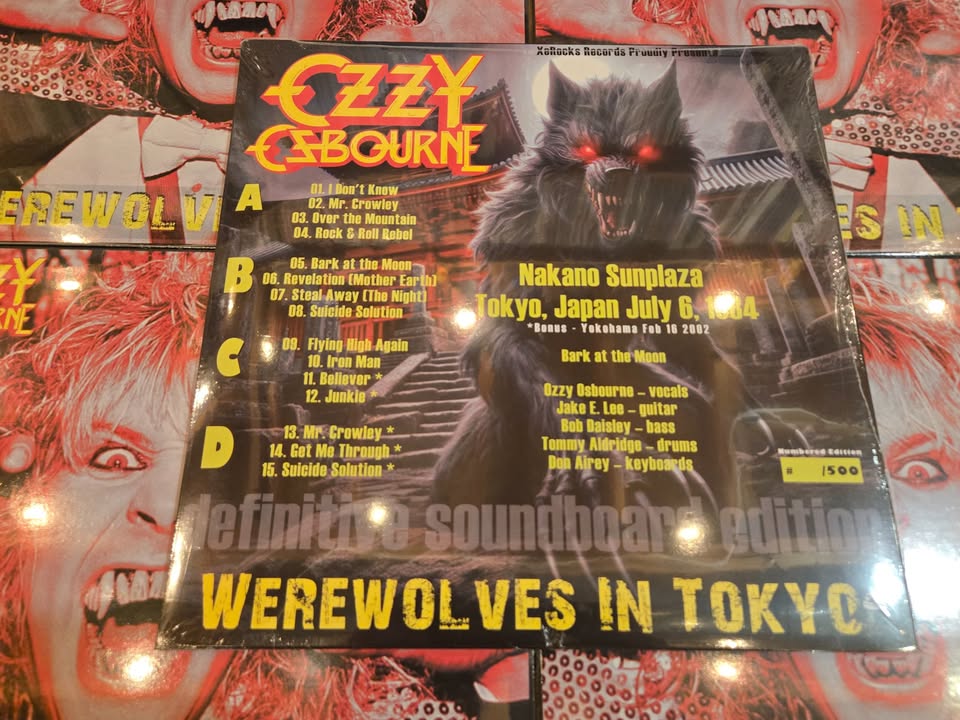 XeRocks Records Proudly Presents
OZZY
OSBOURNE
A
01. I Don't Know
02. Mr. Crowley
03. Over the Mountain
04. Rock & Roll Rebel
B
05. Bark at the Moon
06. Revelation (Mother Earth)
07. Steal Away (The Night)
08. Suicide Solution
C
09. Flying High Again
10. Iron Man
11. Believer *
12. Junkie *
D
13. Mr. Crowley *
14. Get Me Through *
15. Suicide Solution *
Nakano Sunplaza
Tokyo, Japan July 6, 1984
*Bonus - Yokohama Feb 16 2002
Bark at the Moon
Ozzy Osbourne – vocals
Jake E. Lee – guitar
Bob Daisley – bass
Tommy Aldridge – drums
Don Airey – keyboards
Numbered Edition
# /500
definitive soundboard edition
WEREWOLVES IN TOKYO
EREWOLV
ES IN
ZY
RNE